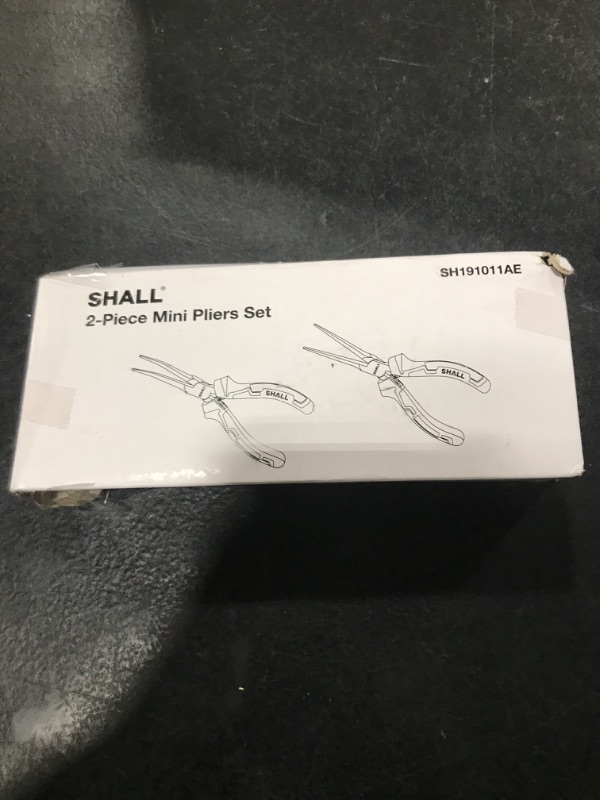 SHALL®
SH191011AE
2-Piece Mini Pliers Set
SHALL
SHALL